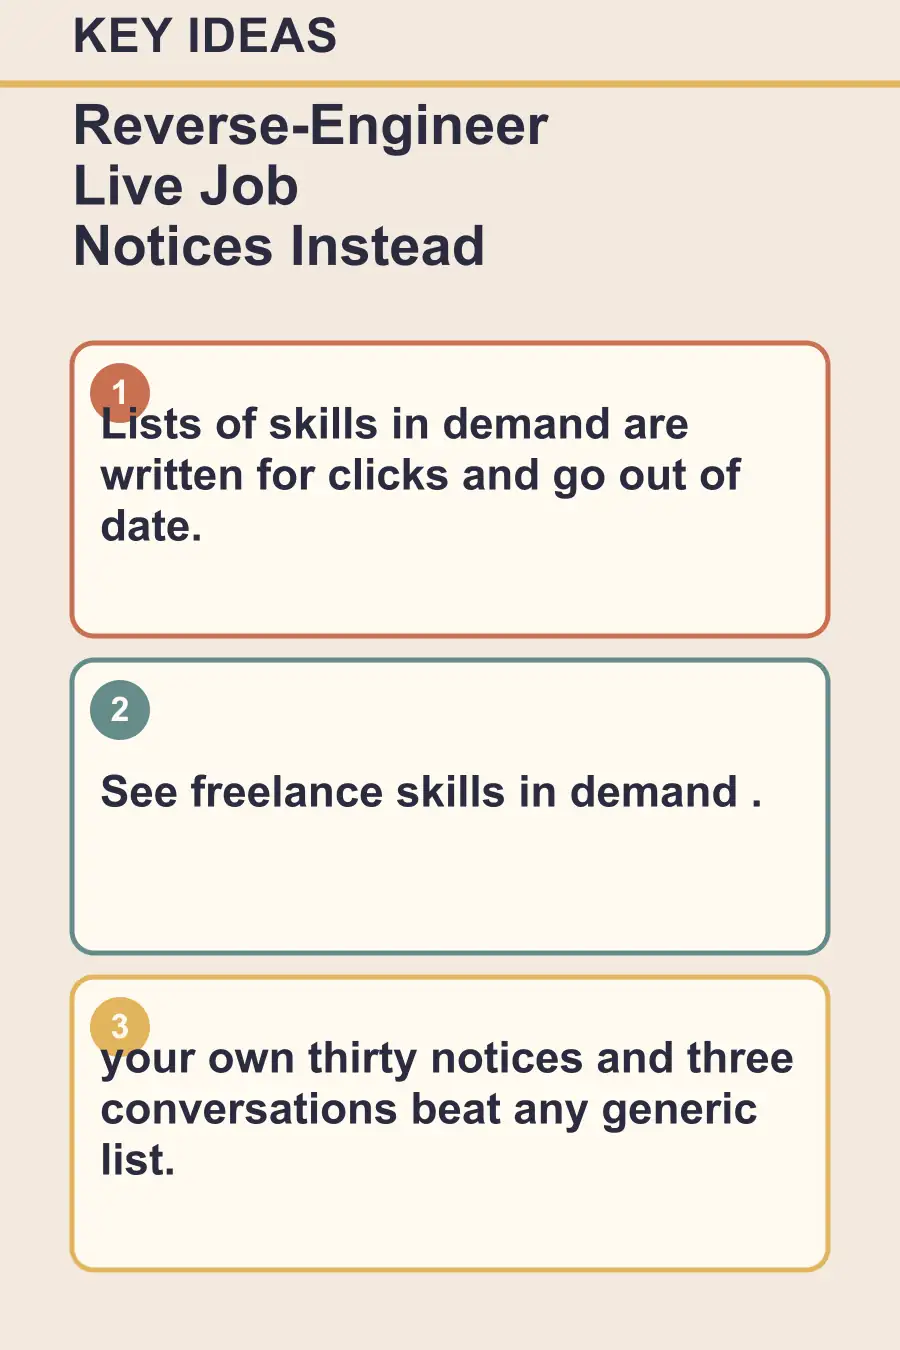 KEY IDEAS
Reverse-Engineer
Live Job
Notices Instead
1
Lists of skills in demand are
written for clicks and go out of
date.
2
See freelance skills in demand .
3
your own thirty notices and three
conversations beat any generic
list.